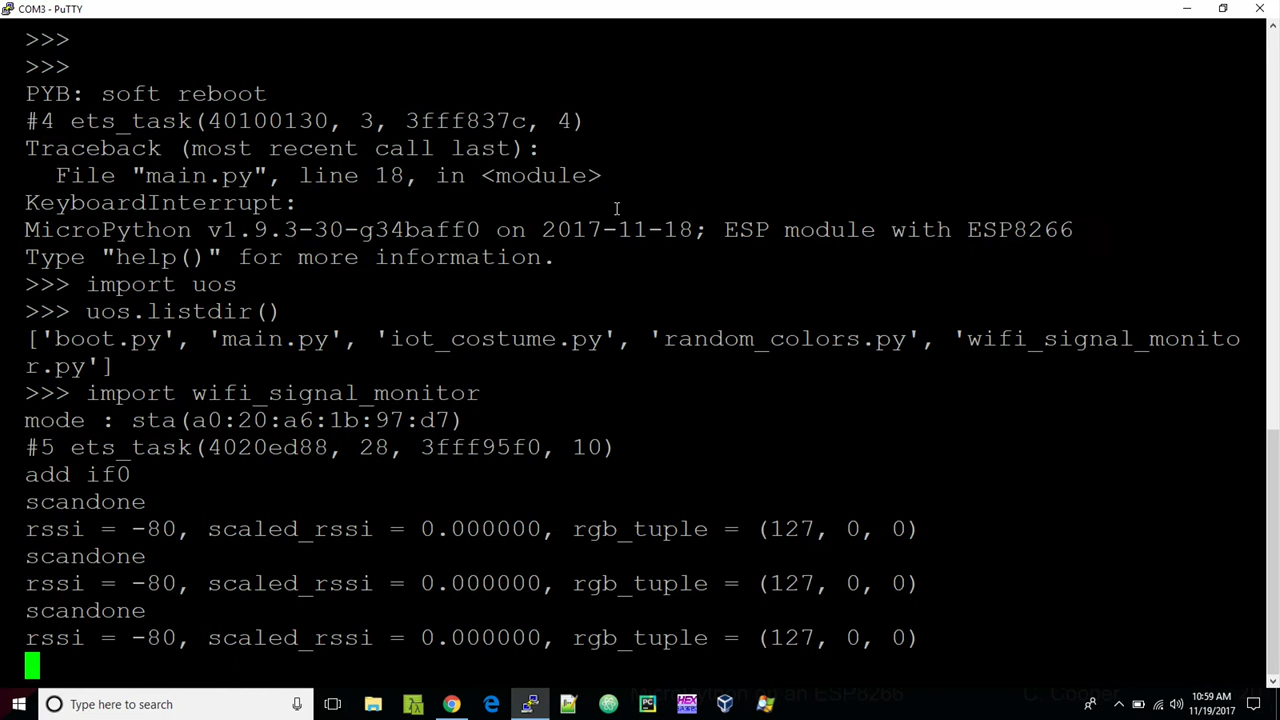 COM3 - PuTTY
>>>
>>>
PYB: soft reboot
#4 ets_task(40100130, 3, 3fff837c, 4)
Traceback (most recent call last):
  File "main.py", line 18, in <module>
KeyboardInterrupt:
MicroPython v1.9.3-30-g34baff0 on 2017-11-18; ESP module with ESP8266
Type "help()" for more information.
>>> import uos
>>> uos.listdir()
['boot.py', 'main.py', 'iot_costume.py', 'random_colors.py', 'wifi_signal_monito
r.py']
>>> import wifi_signal_monitor
mode : sta(a0:20:a6:1b:97:d7)
#5 ets_task(4020ed88, 28, 3fff95f0, 10)
add if0
scandone
rssi = -80, scaled_rssi = 0.000000, rgb_tuple = (127, 0, 0)
scandone
rssi = -80, scaled_rssi = 0.000000, rgb_tuple = (127, 0, 0)
scandone
rssi = -80, scaled_rssi = 0.000000, rgb_tuple = (127, 0, 0)
Type here to search
PC
HEX
10:59 AM
11/19/2017